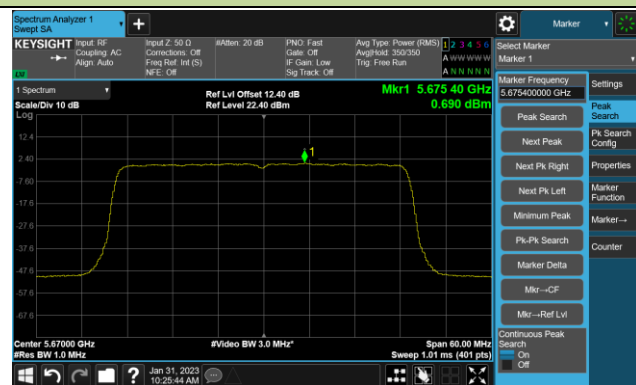 Spectrum Analyzer 1
Swept SA
+
Marker
KEYSIGHT
Input: RF
Coupling: AC
Align: Auto
Input Z: 50 Ω
Corrections: Off
Freq Ref: Int (S)
NFE: Off
#Atten: 20 dB
PNO: Fast
Gate: Off
IF Gain: Low
Sig Track: Off
Avg Type: Power (RMS)
Avg|Hold: 350/350
Trig: Free Run
1 2 3 4 5 6
A W W W W W
A N N N N N
LXI
Select Marker
Marker 1
1 Spectrum
Scale/Div 10 dB
Log
Ref Lvl Offset 12.40 dB
Ref Level 22.40 dBm
Mkr1 5.675 40 GHz
0.690 dBm
12.4
2.40
-7.60
-17.6
-27.6
-37.6
-47.6
-57.6
-67.6
1
Center 5.67000 GHz
#Res BW 1.0 MHz
#Video BW 3.0 MHz*
Span 60.00 MHz
Sweep 1.01 ms (401 pts)
Marker Frequency
5.675400000 GHz
Peak Search
Next Peak
Next Pk Right
Next Pk Left
Minimum Peak
Pk-Pk Search
Marker Delta
Mkr→CF
Mkr→Ref Lvl
Continuous Peak
Search
On
Off
Settings
Peak
Search
Pk Search
Config
Properties
Marker
Function
Marker→
Counter
?
Jan 31, 2023
10:25:44 AM